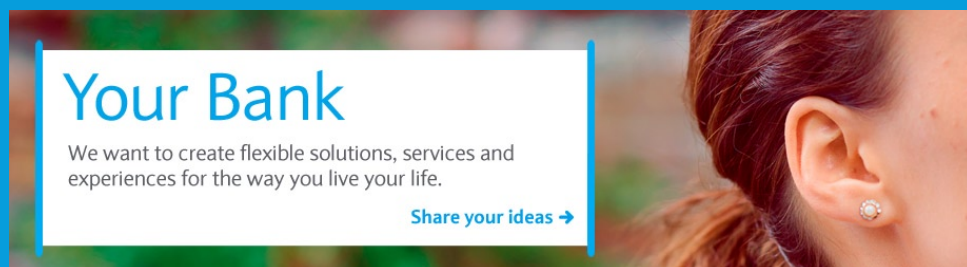 Your Bank
We want to create flexible solutions, services and
experiences for the way you live your life.
Share your ideas →